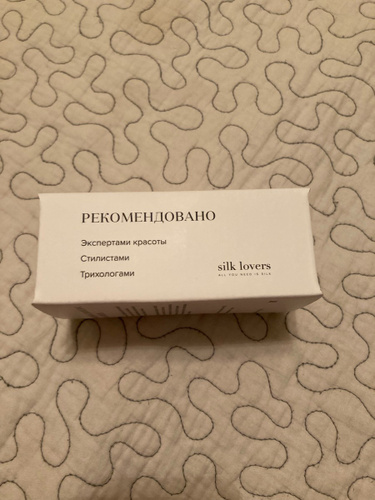 РЕКОМЕНДОВАНО
Экспертами красоты
Стилистами
Трихологами
silk lovers
ALL YOU NEED IS SILK